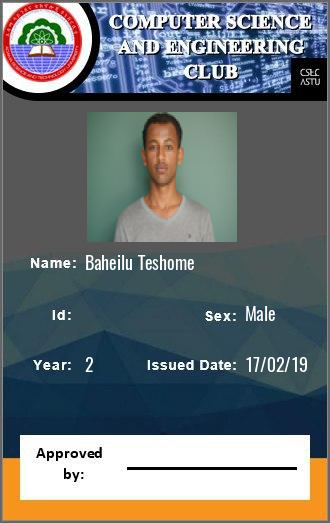 COMPUTER SCIENCE
AND ENGINEERING
CLUB
CSEC
ASTU
Name: Baheilu Teshome
Id:
Sex: Male
Year: 2
Issued Date: 17/02/19
Approved
by: